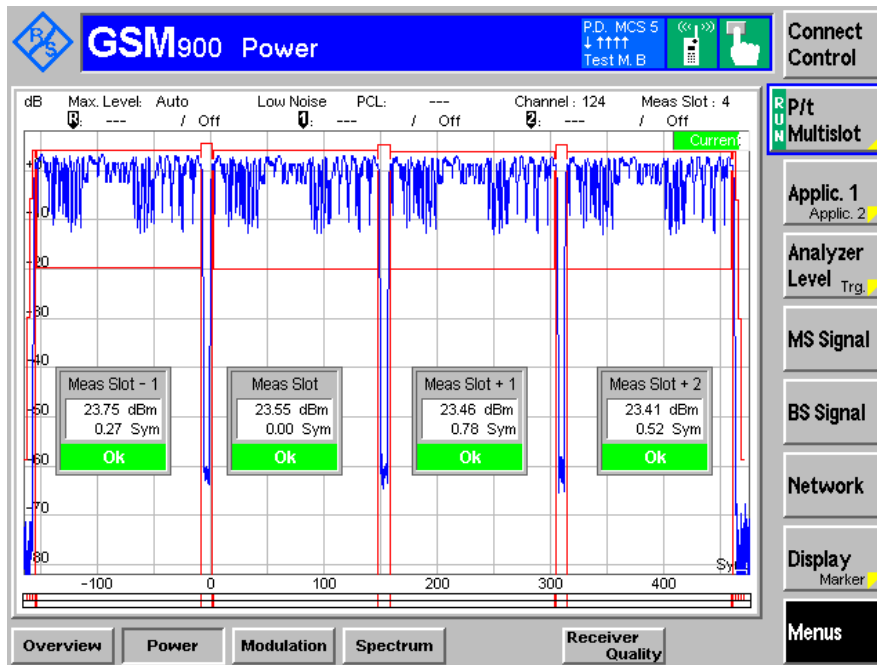 R S
GSM900 Power
P.D. MCS 5
↓ ↑↑↑↑
Test M. B
Connect Control
dB Max. Level: Auto Low Noise PCL: --- Channel : 124 Meas Slot : 4
R: --- / Off 1: --- / Off 2: --- / Off
Current
RUN
P/t Multislot
Applic. 1
Applic. 2
Analyzer Level Trg.
MS Signal
BS Signal
Network
Display
Marker
Menus
+0
-10
-20
-30
-40
-50
-60
-70
-80
Meas Slot - 1
23.75 dBm
0.27 Sym
Ok
Meas Slot
23.55 dBm
0.00 Sym
Ok
Meas Slot + 1
23.46 dBm
0.78 Sym
Ok
Meas Slot + 2
23.41 dBm
0.52 Sym
Ok
-100 0 100 200 300 400
Overview Power Modulation Spectrum Receiver Quality